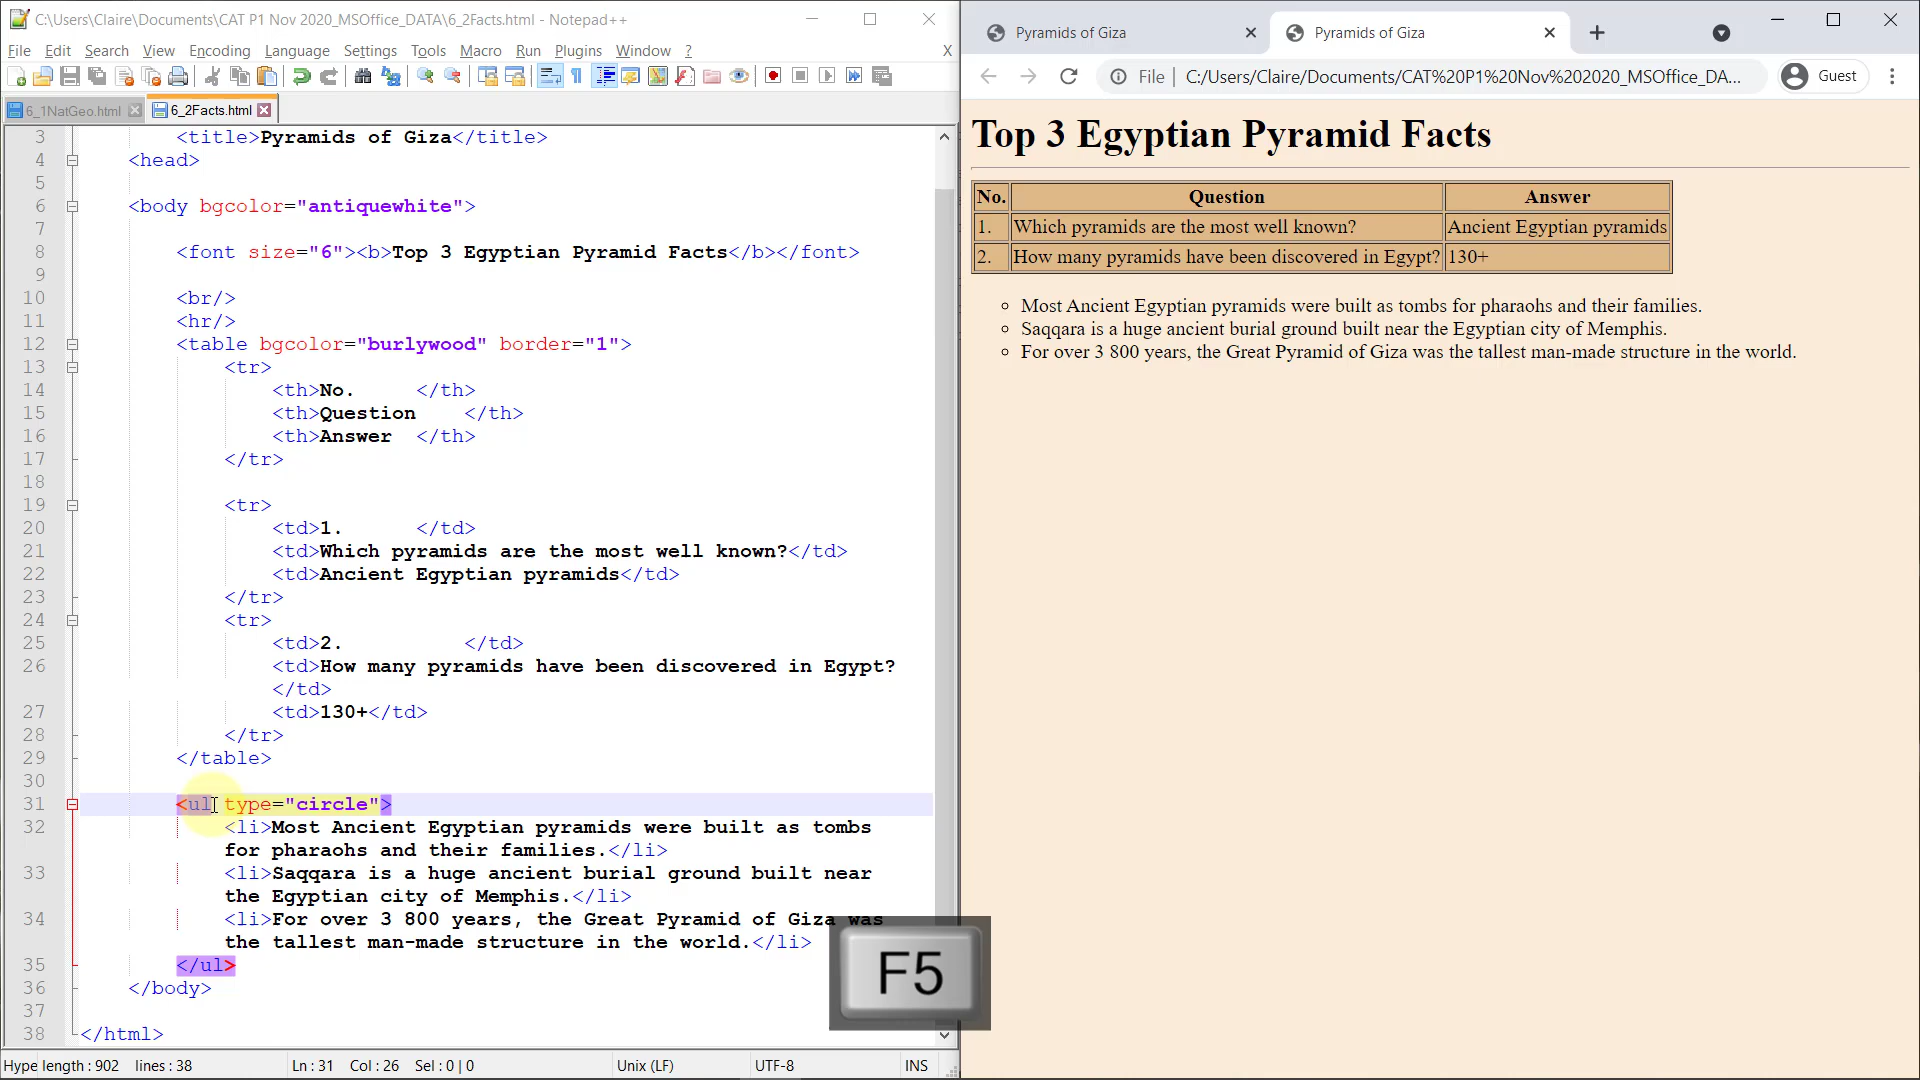 C:\Users\Claire\Documents\CAT P1 Nov 2020_MSOffice_DATA\6_2Facts.html - Notepad++
File Edit Search View Encoding Language Settings Tools Macro Run Plugins Window ? X
6_1NatGeo.html 6_2Facts.html
3 <title>Pyramids of Giza</title>
4 <head>
5
6 <body bgcolor="antiquewhite">
7
8 <font size="6"><b>Top 3 Egyptian Pyramid Facts</b></font>
9
10 <br/>
11 <hr/>
12 <table bgcolor="burlywood" border="1">
13 <tr>
14 <th>No. </th>
15 <th>Question </th>
16 <th>Answer </th>
17 </tr>
18
19 <tr>
20 <td>1. </td>
21 <td>Which pyramids are the most well known?</td>
22 <td>Ancient Egyptian pyramids</td>
23 </tr>
24 <tr>
25 <td>2. </td>
26 <td>How many pyramids have been discovered in Egypt?
</td>
27 <td>130+</td>
28 </tr>
29 </table>
30
31 <ul type="circle">
32 <li>Most Ancient Egyptian pyramids were built as tombs
for pharaohs and their families.</li>
33 <li>Saqqara is a huge ancient burial ground built near
the Egyptian city of Memphis.</li>
34 <li>For over 3 800 years, the Great Pyramid of Giza was
the tallest man-made structure in the world.</li>
35 </ul>
36 </body>
37
38 </html>
Hype length : 902 lines : 38 Ln : 31 Col : 26 Sel : 0 | 0 Unix (LF) UTF-8 INS
F5
Pyramids of Giza Pyramids of Giza
File C:/Users/Claire/Documents/CAT%20P1%20Nov%202020_MSOffice_DA... Guest
Top 3 Egyptian Pyramid Facts
No. Question Answer
1. Which pyramids are the most well known? Ancient Egyptian pyramids
2. How many pyramids have been discovered in Egypt? 130+
Most Ancient Egyptian pyramids were built as tombs for pharaohs and their families.
Saqqara is a huge ancient burial ground built near the Egyptian city of Memphis.
For over 3 800 years, the Great Pyramid of Giza was the tallest man-made structure in the world.